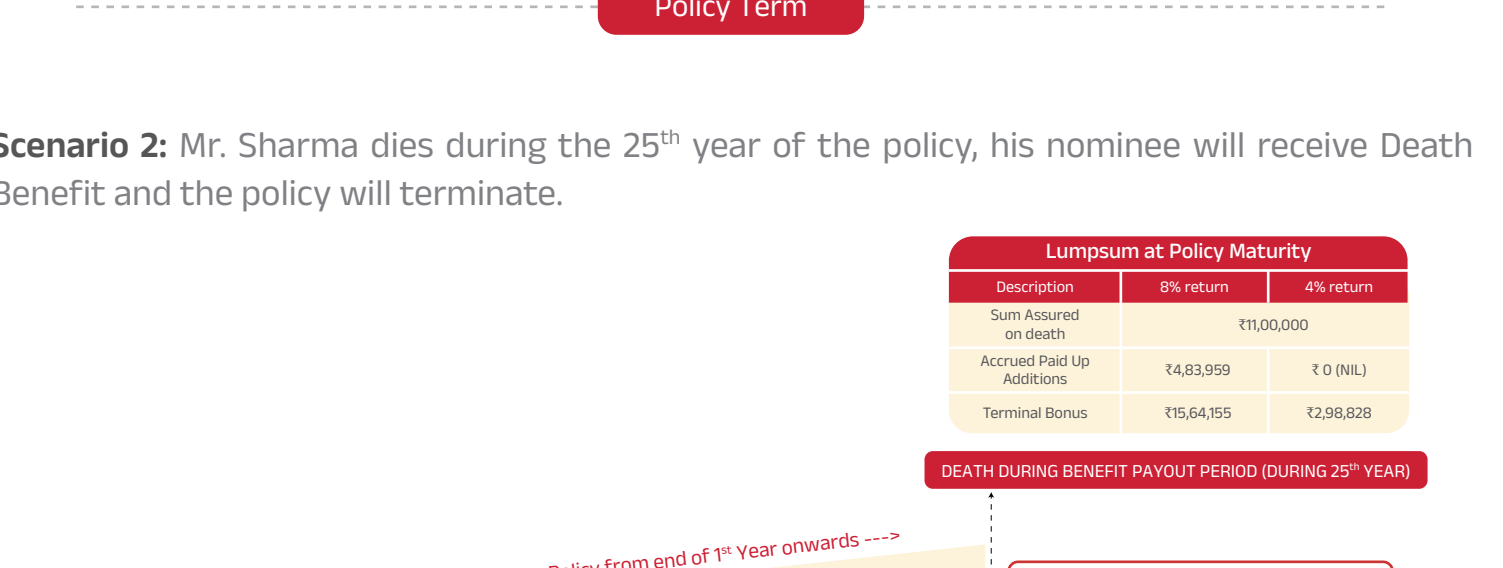 Policy Term
Scenario 2: Mr. Sharma dies during the 25th year of the policy, his nominee will receive Death
Benefit and the policy will terminate.
Lumpsum at Policy Maturity
Description 8% return 4% return
Sum Assured
on death
₹11,00,000
Accrued Paid Up
Additions
₹4,83,959 ₹ 0 (NIL)
Terminal Bonus ₹15,64,155 ₹2,98,828
DEATH DURING BENEFIT PAYOUT PERIOD (DURING 25th YEAR)
Policy from end of 1st Year onwards --->